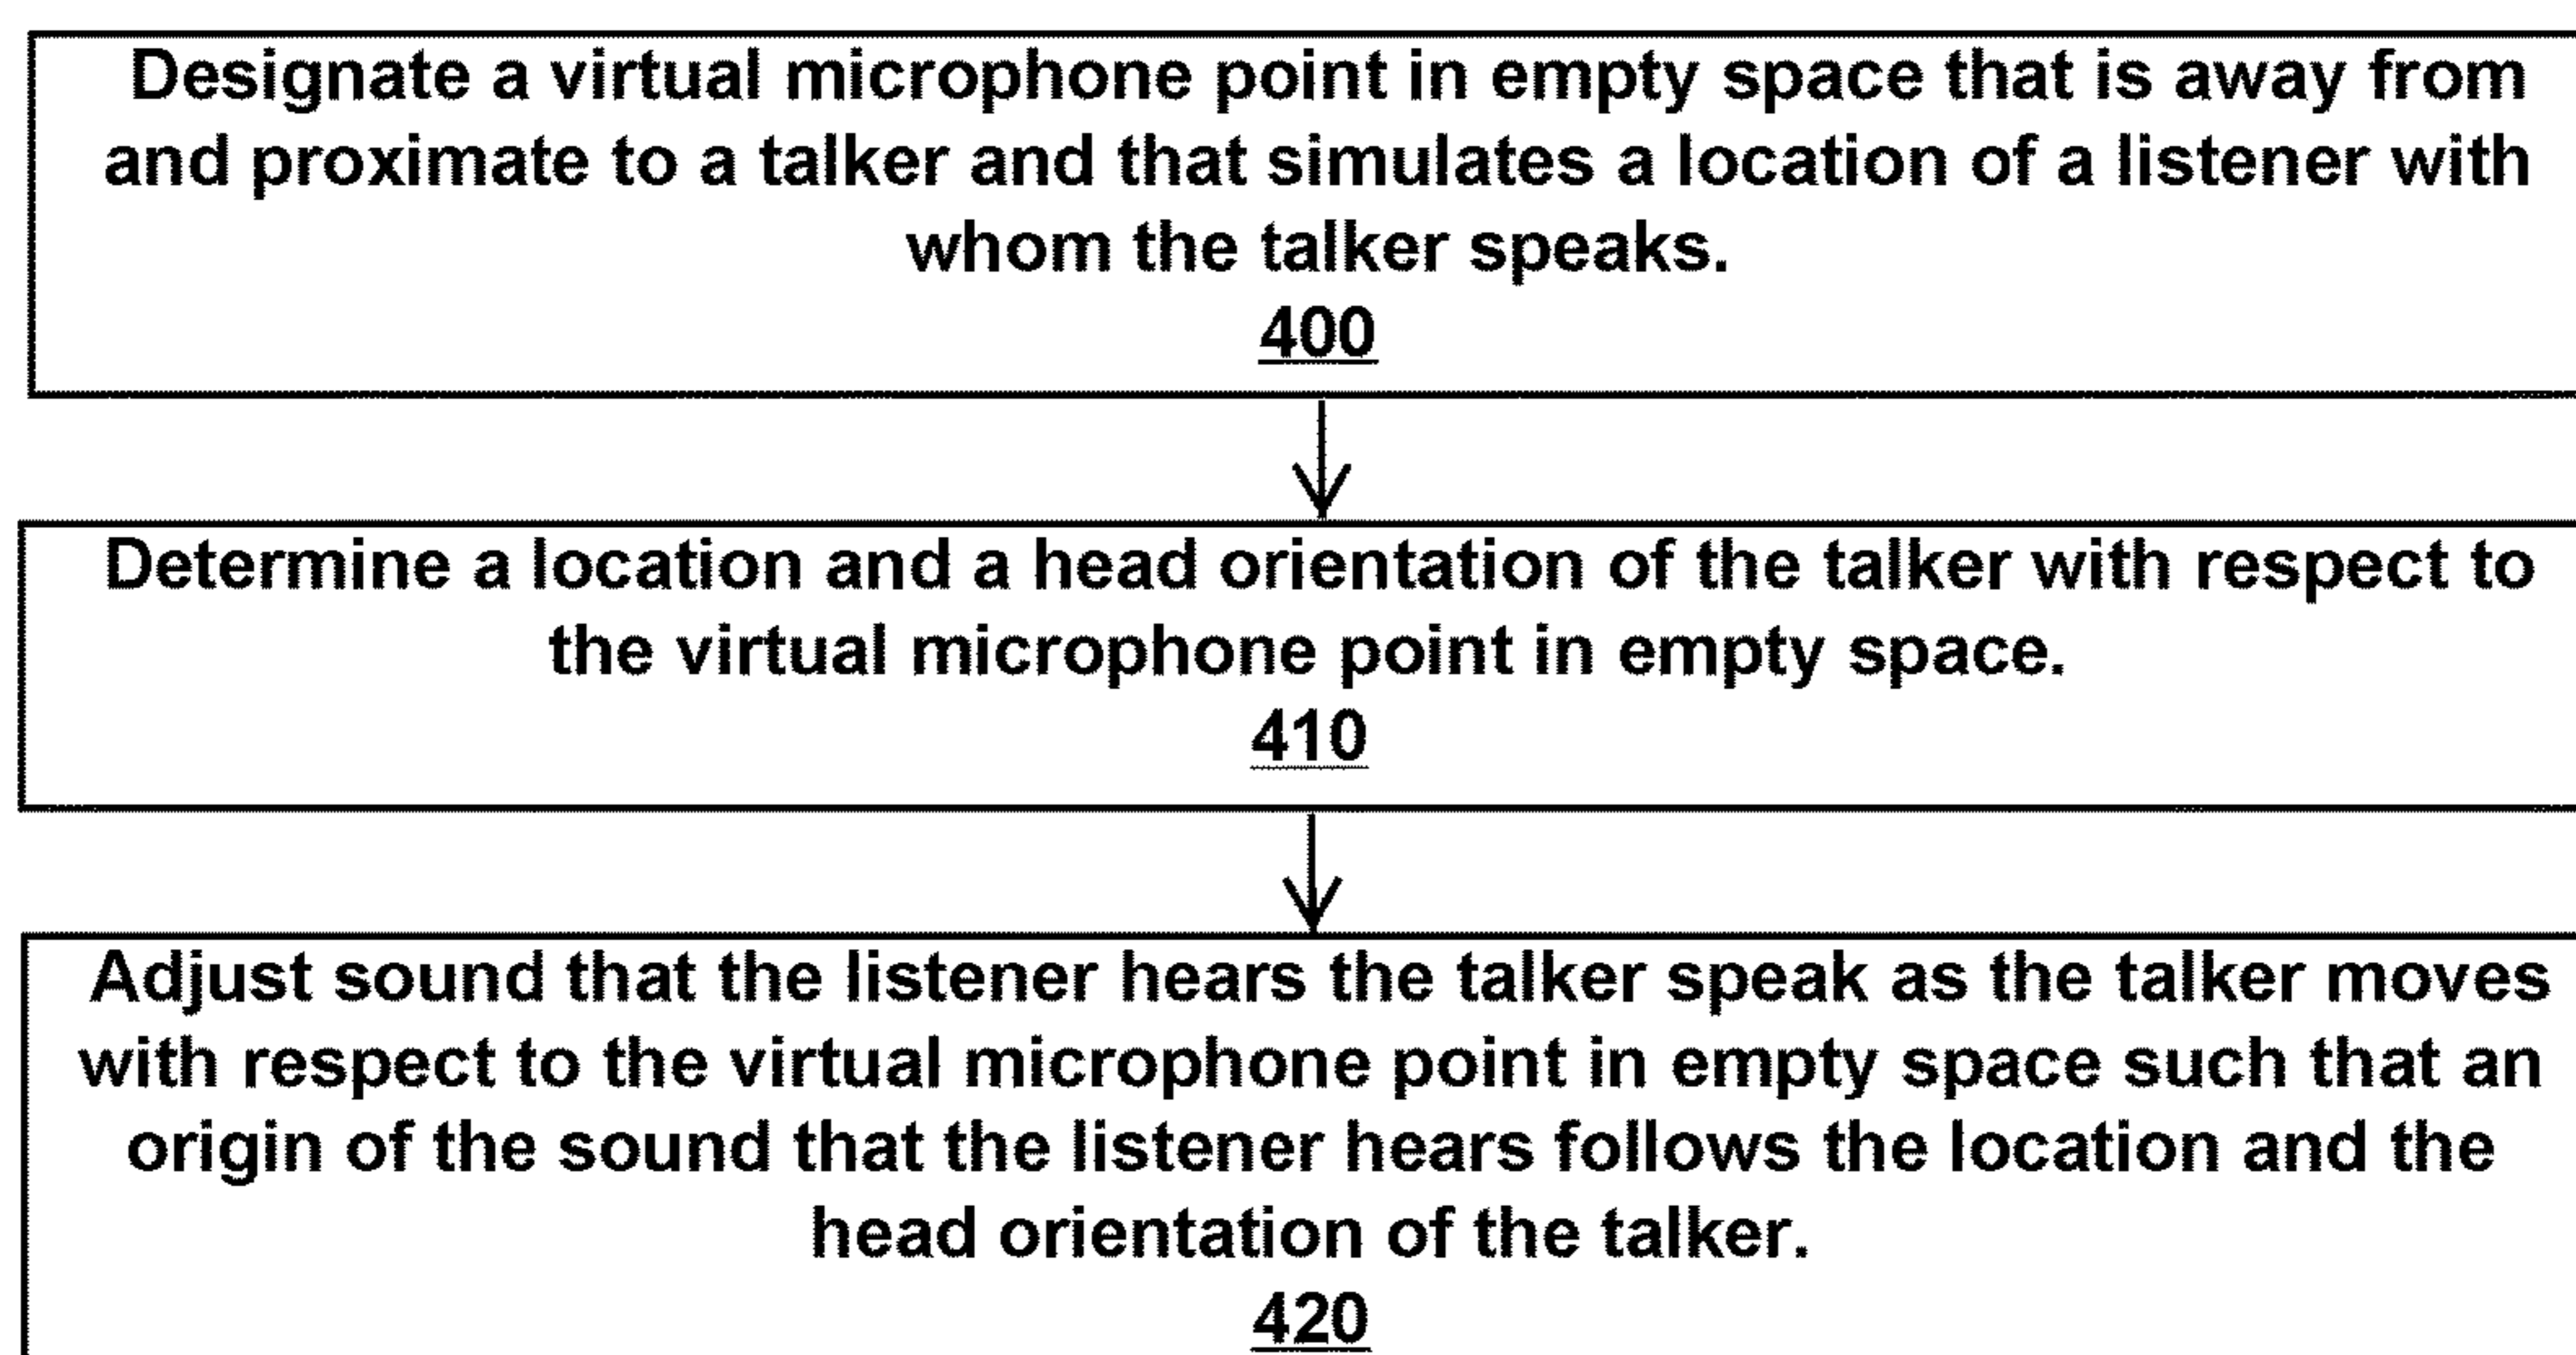 Designate a virtual microphone point in empty space that is away from
and proximate to a talker and that simulates a location of a listener with
whom the talker speaks.
400
Determine a location and a head orientation of the talker with respect to
the virtual microphone point in empty space.
410
Adjust sound that the listener hears the talker speak as the talker moves
with respect to the virtual microphone point in empty space such that an
origin of the sound that the listener hears follows the location and the
head orientation of the talker.
420